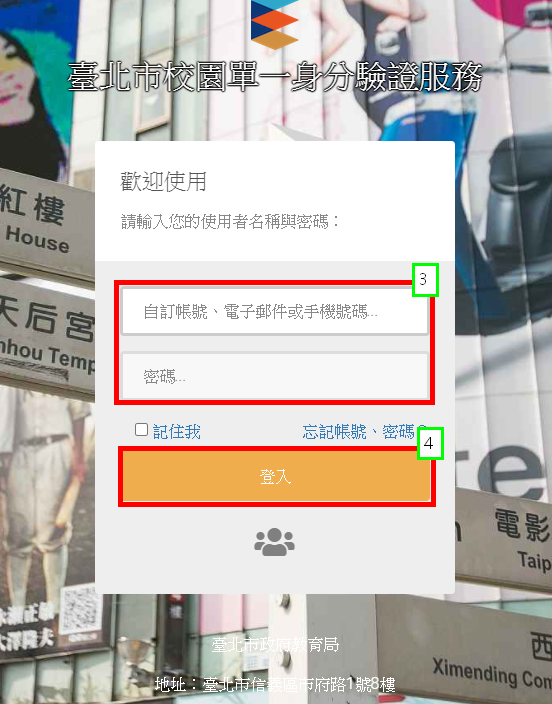 臺北市校園單一身分驗證服務
歡迎使用
請輸入您的使用者名稱與密碼：
紅樓
House
3
自訂帳號、電子郵件或手機號碼...
天后宮
密碼...
記住我
忘記帳號、密碼?
4
登入
電影
Taip
西
Ximending Com
臺北市政府教育局
地址：臺北市信義區市府路1號8樓